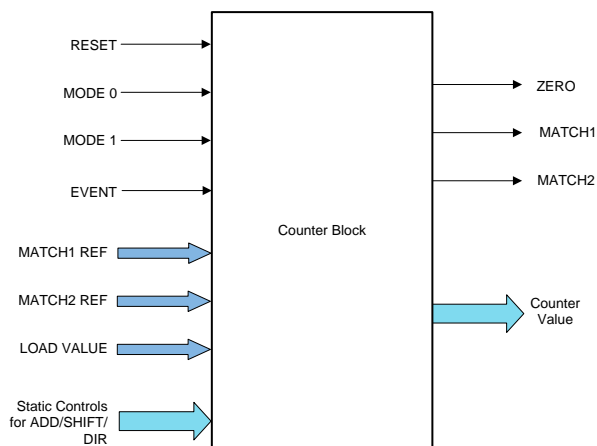 RESET
MODE 0
MODE 1
EVENT
MATCH1 REF
MATCH2 REF
LOAD VALUE
Static Controls
for ADD/SHIFT/
DIR
Counter Block
ZERO
MATCH1
MATCH2
Counter
Value